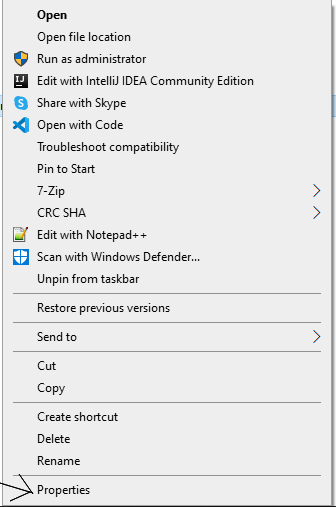 Open
Open file location
Run as administrator
Edit with IntelliJ IDEA Community Edition
Share with Skype
Open with Code
Troubleshoot compatibility
Pin to Start
7-Zip
CRC SHA
Edit with Notepad++
Scan with Windows Defender...
Unpin from taskbar
Restore previous versions
Send to
Cut
Copy
Create shortcut
Delete
Rename
Properties